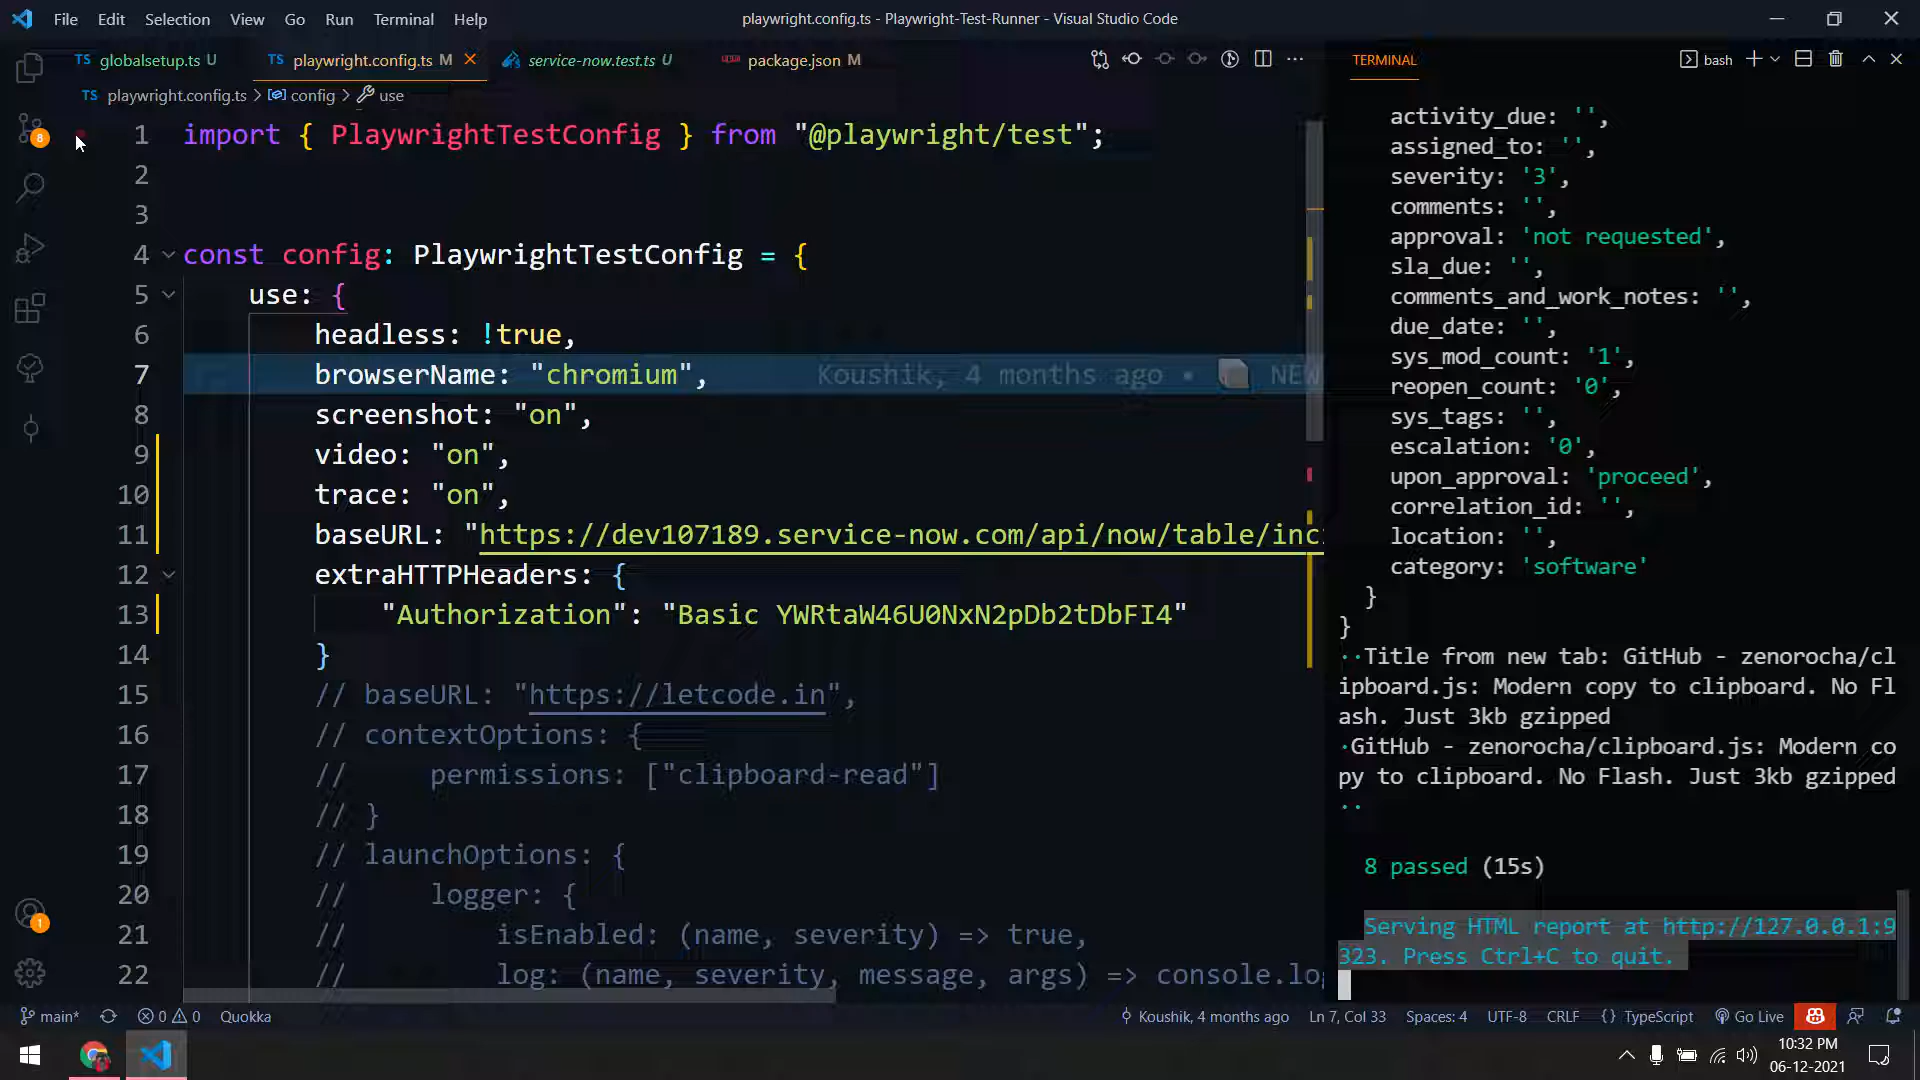 File Edit Selection View Go Run Terminal Help
playwright.config.ts - Playwright-Test-Runner - Visual Studio Code
TS globalsetup.ts U
TS playwright.config.ts M
service-now.test.ts U
package.json M
TS playwright.config.ts > config > use
1 import { PlaywrightTestConfig } from "@playwright/test";
2
3
4 const config: PlaywrightTestConfig = {
5 use: {
6 headless: !true,
7 browserName: "chromium", Koushik, 4 months ago • NEW
8 screenshot: "on",
9 video: "on",
10 trace: "on",
11 baseURL: "https://dev107189.service-now.com/api/now/table/inci
12 extraHTTPHeaders: {
13 "Authorization": "Basic YWRtaW46U0NxN2pDb2tDbFI4"
14 }
15 // baseURL: "https://letcode.in",
16 // contextOptions: {
17 // permissions: ["clipboard-read"]
18 // }
19 // launchOptions: {
20 // logger: {
21 // isEnabled: (name, severity) => true,
22 // log: (name, severity, message, args) => console.log
8
1
TERMINAL
bash
activity_due: '',
assigned_to: '',
severity: '3',
comments: '',
approval: 'not requested',
sla_due: '',
comments_and_work_notes: '',
due_date: '',
sys_mod_count: '1',
reopen_count: '0',
sys_tags: '',
escalation: '0',
upon_approval: 'proceed',
correlation_id: '',
location: '',
category: 'software'
}
}
··Title from new tab: GitHub - zenorocha/cl
ipboard.js: Modern copy to clipboard. No Fl
ash. Just 3kb gzipped
·GitHub - zenorocha/clipboard.js: Modern co
py to clipboard. No Flash. Just 3kb gzipped
··
8 passed (15s)
Serving HTML report at http://127.0.0.1:9
323. Press Ctrl+C to quit.
main* 0 0 Quokka
Koushik, 4 months ago Ln 7, Col 33 Spaces: 4 UTF-8 CRLF {} TypeScript Go Live
10:32 PM
06-12-2021